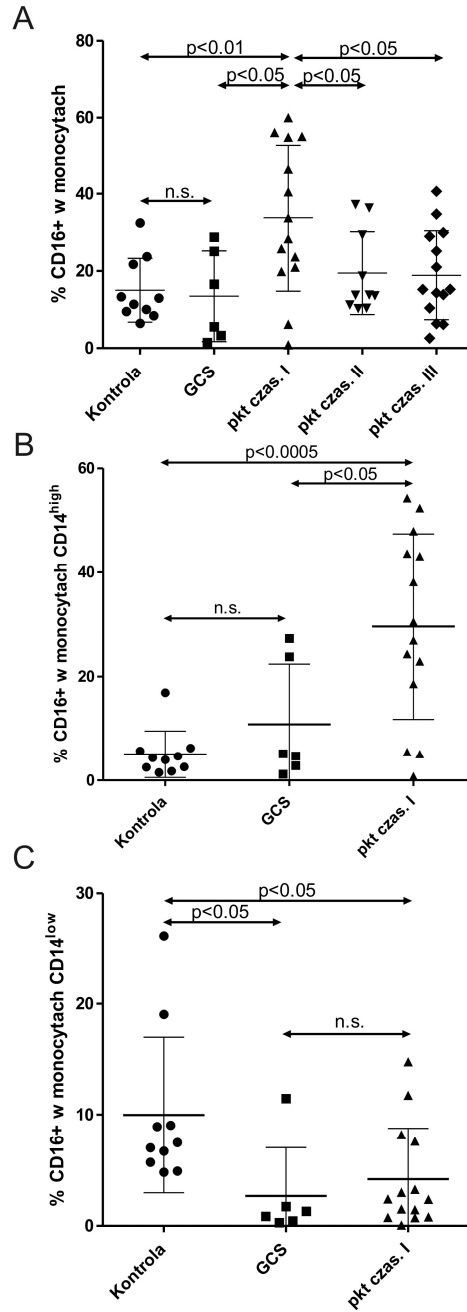 A
% CD16+ w monocytach
80
60
40
20
0
p<0.01
p<0.05
p<0.05
p<0.05
n.s.
Kontrola
GCS
pkt czas. I
pkt czas. II
pkt czas. III
B
% CD16+ w monocytach CD14high
60
40
20
0
p<0.0005
p<0.05
n.s.
Kontrola
GCS
pkt czas. I
C
% CD16+ w monocytach CD14low
30
20
10
0
p<0.05
p<0.05
n.s.
Kontrola
GCS
pkt czas. I